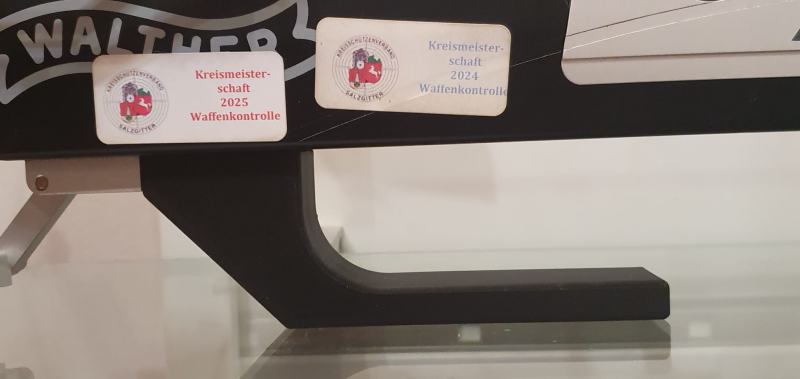 WALTHER
KREISSCHÜTZENVERBAND
SALZGITTER
Kreismeister-
schaft
2025
Waffenkontrolle
KREISSCHÜTZENVERBAND
SALZGITTER
Kreismeister-
schaft
2024
Waffenkontrolle